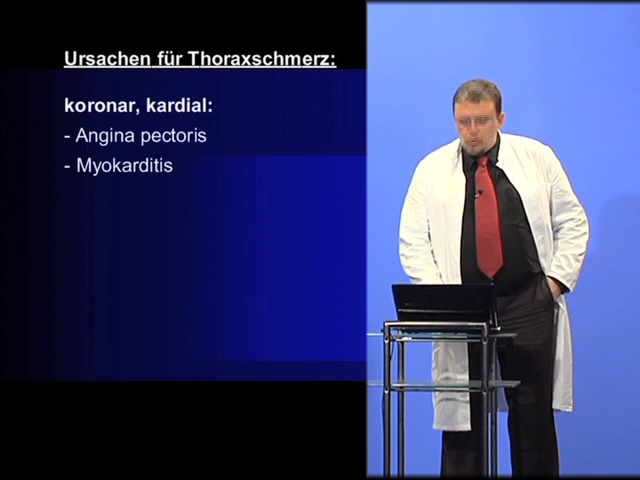 Ursachen für Thoraxschmerz:
koronar, kardial:
- Angina pectoris
- Myokarditis